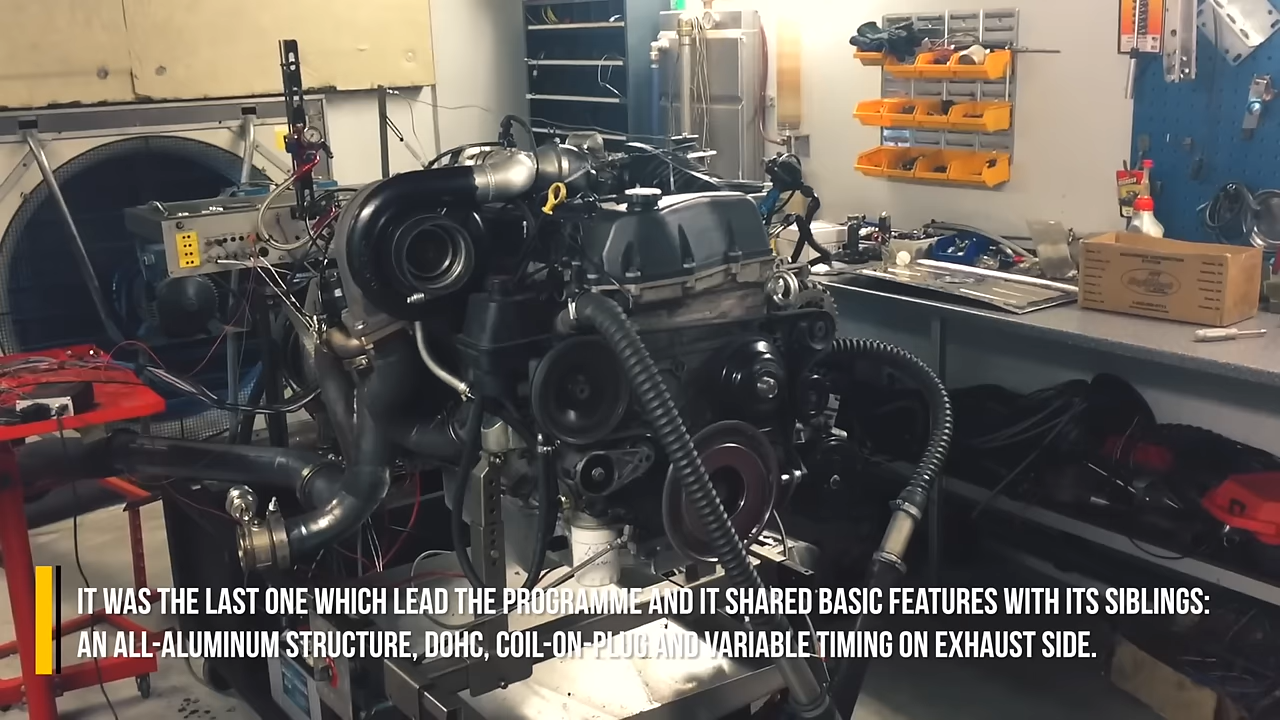 IT WAS THE LAST ONE WHICH LEAD THE PROGRAMME AND IT SHARED BASIC FEATURES WITH ITS SIBLINGS:
AN ALL-ALUMINUM STRUCTURE, DOHC, COIL-ON-PLUG AND VARIABLE TIMING ON EXHAUST SIDE.